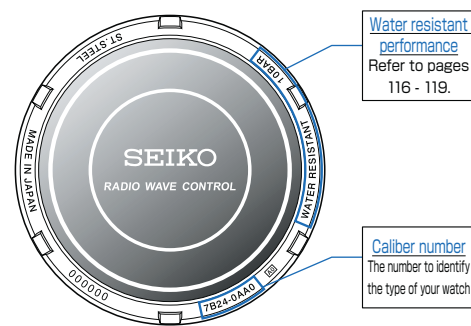 ST.STEEL
10BAR
WATER RESISTANT
A0
7B24-0AA0
000000
MADE IN JAPAN
SEIKO
RADIO WAVE CONTROL
Water resistant
performance
Refer to pages
116 - 119.
Caliber number
The number to identify
the type of your watch